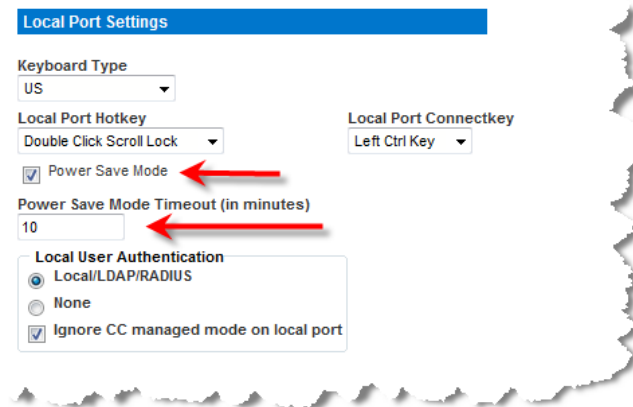 Local Port Settings
Keyboard Type
US
Local Port Hotkey
Local Port Connectkey
Double Click Scroll Lock
Left Ctrl Key
Power Save Mode
Power Save Mode Timeout (in minutes)
10
Local User Authentication
Local/LDAP/RADIUS
None
Ignore CC managed mode on local port